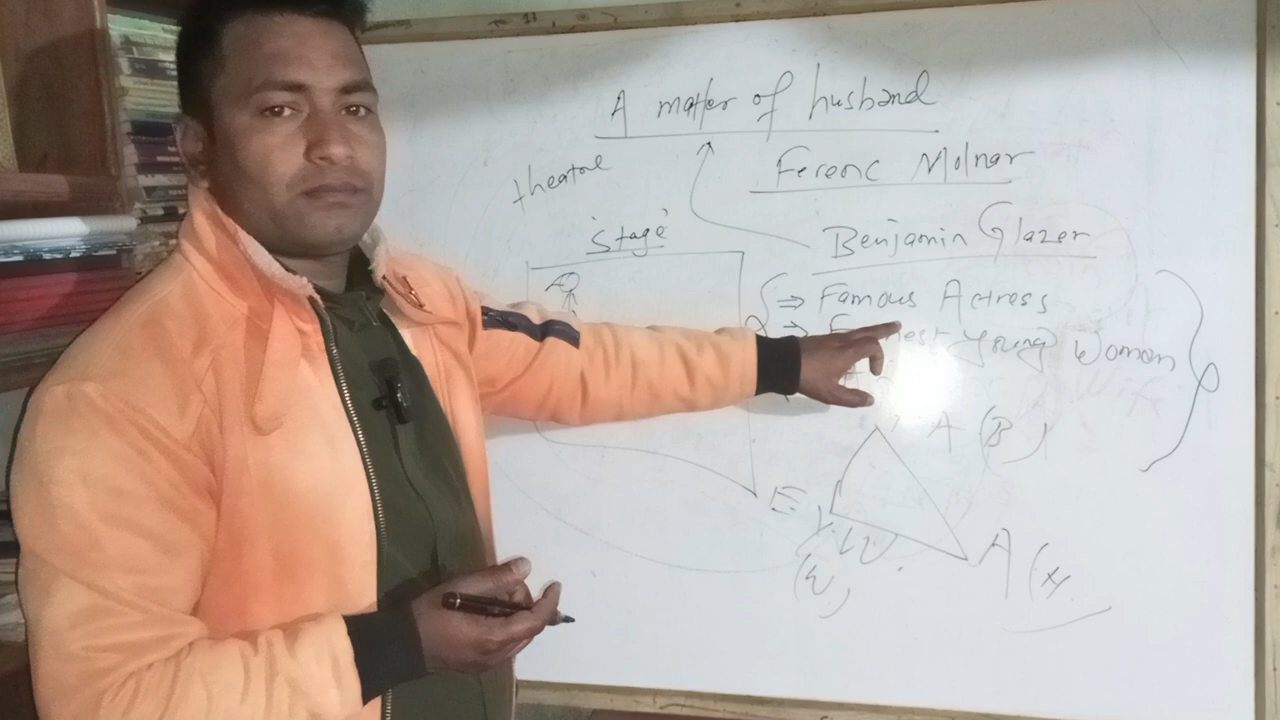 A matter of husband
Ferenc Molnar
theatre
'Stage'
Benjamin Glazer
⇒ Famous Actress
⇒ young Woman
A (B)
E
A (H